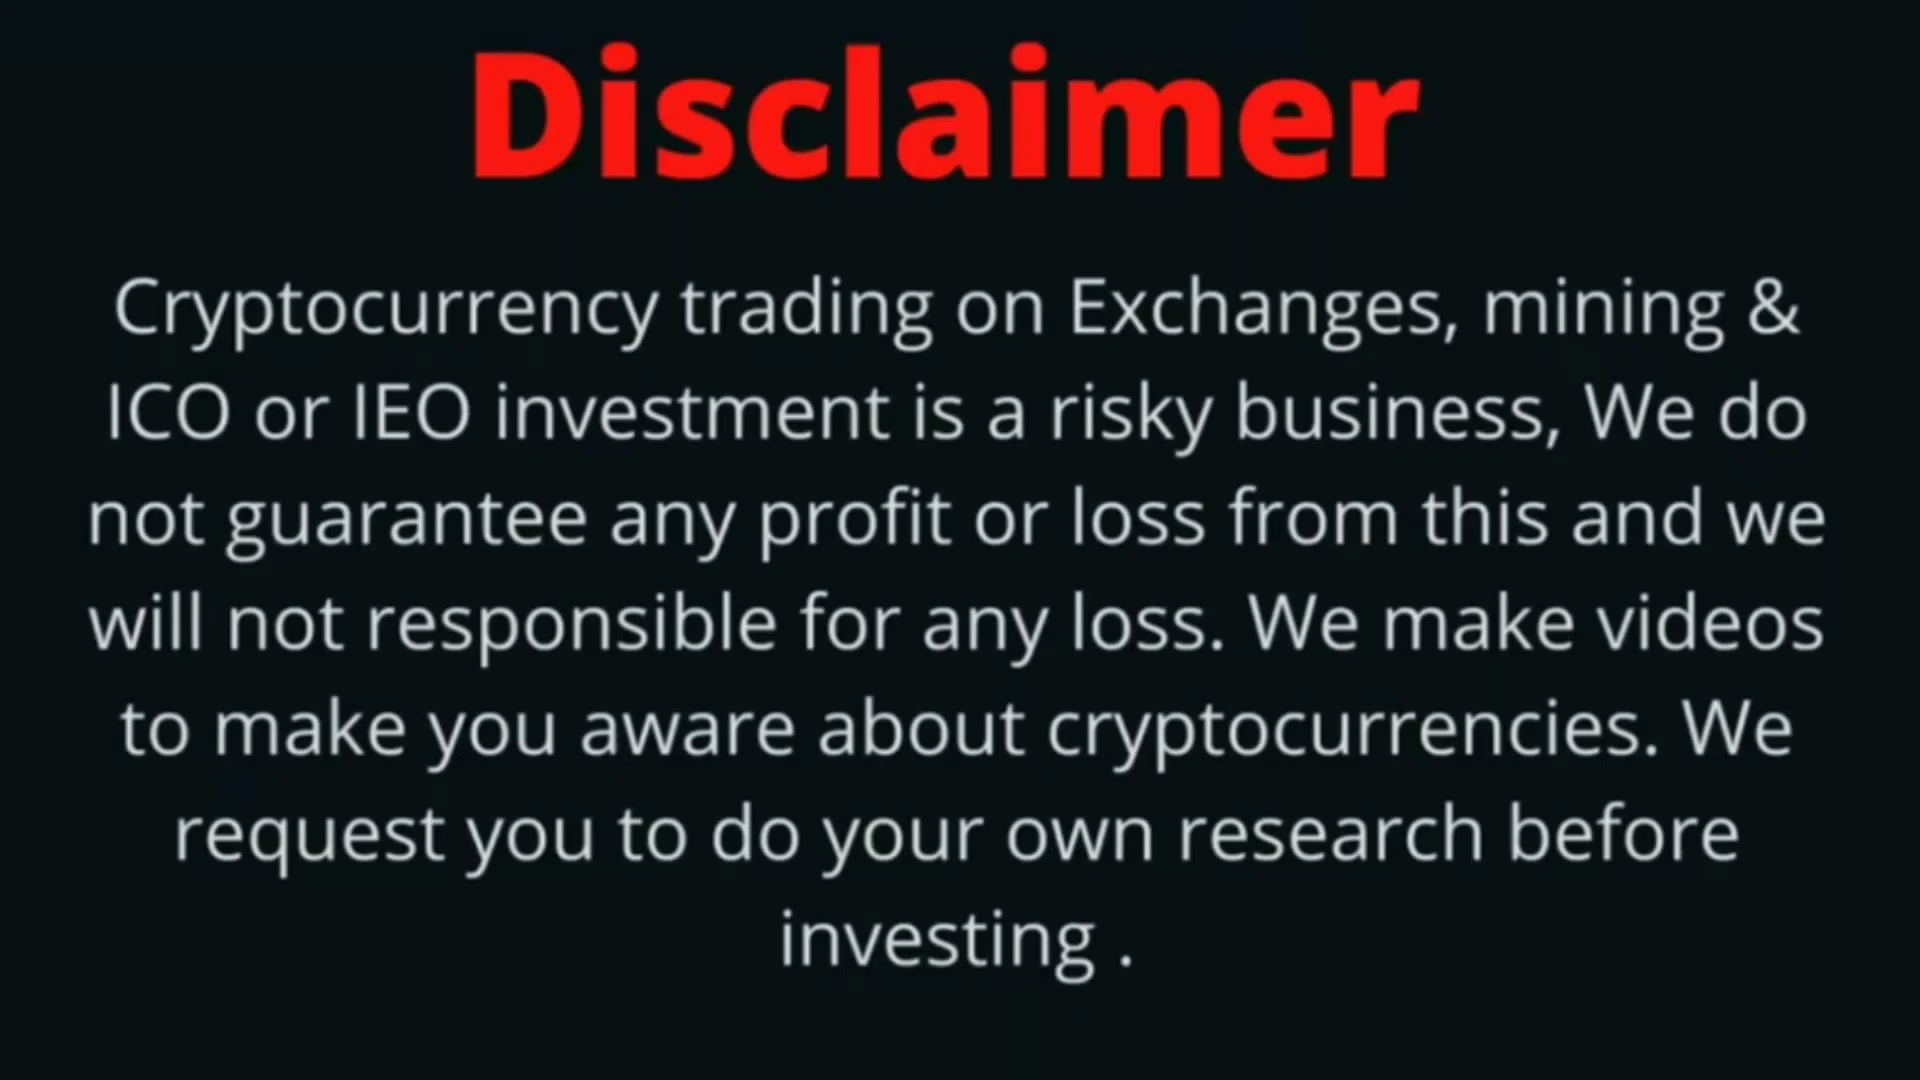 Disclaimer
Cryptocurrency trading on Exchanges, mining &
ICO or IEO investment is a risky business, We do
not guarantee any profit or loss from this and we
will not responsible for any loss. We make videos
to make you aware about cryptocurrencies. We
request you to do your own research before
investing .